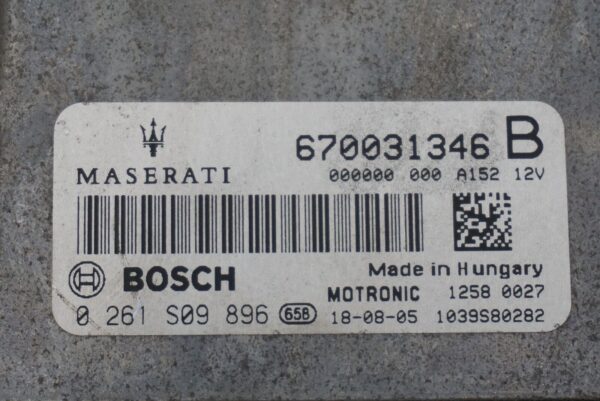 670031346 B
MASERATI 000000 000 A152 12V
BOSCH Made in Hungary
MOTRONIC 1258 0027
0 261 S09 896 658 18-08-05 1039S80282